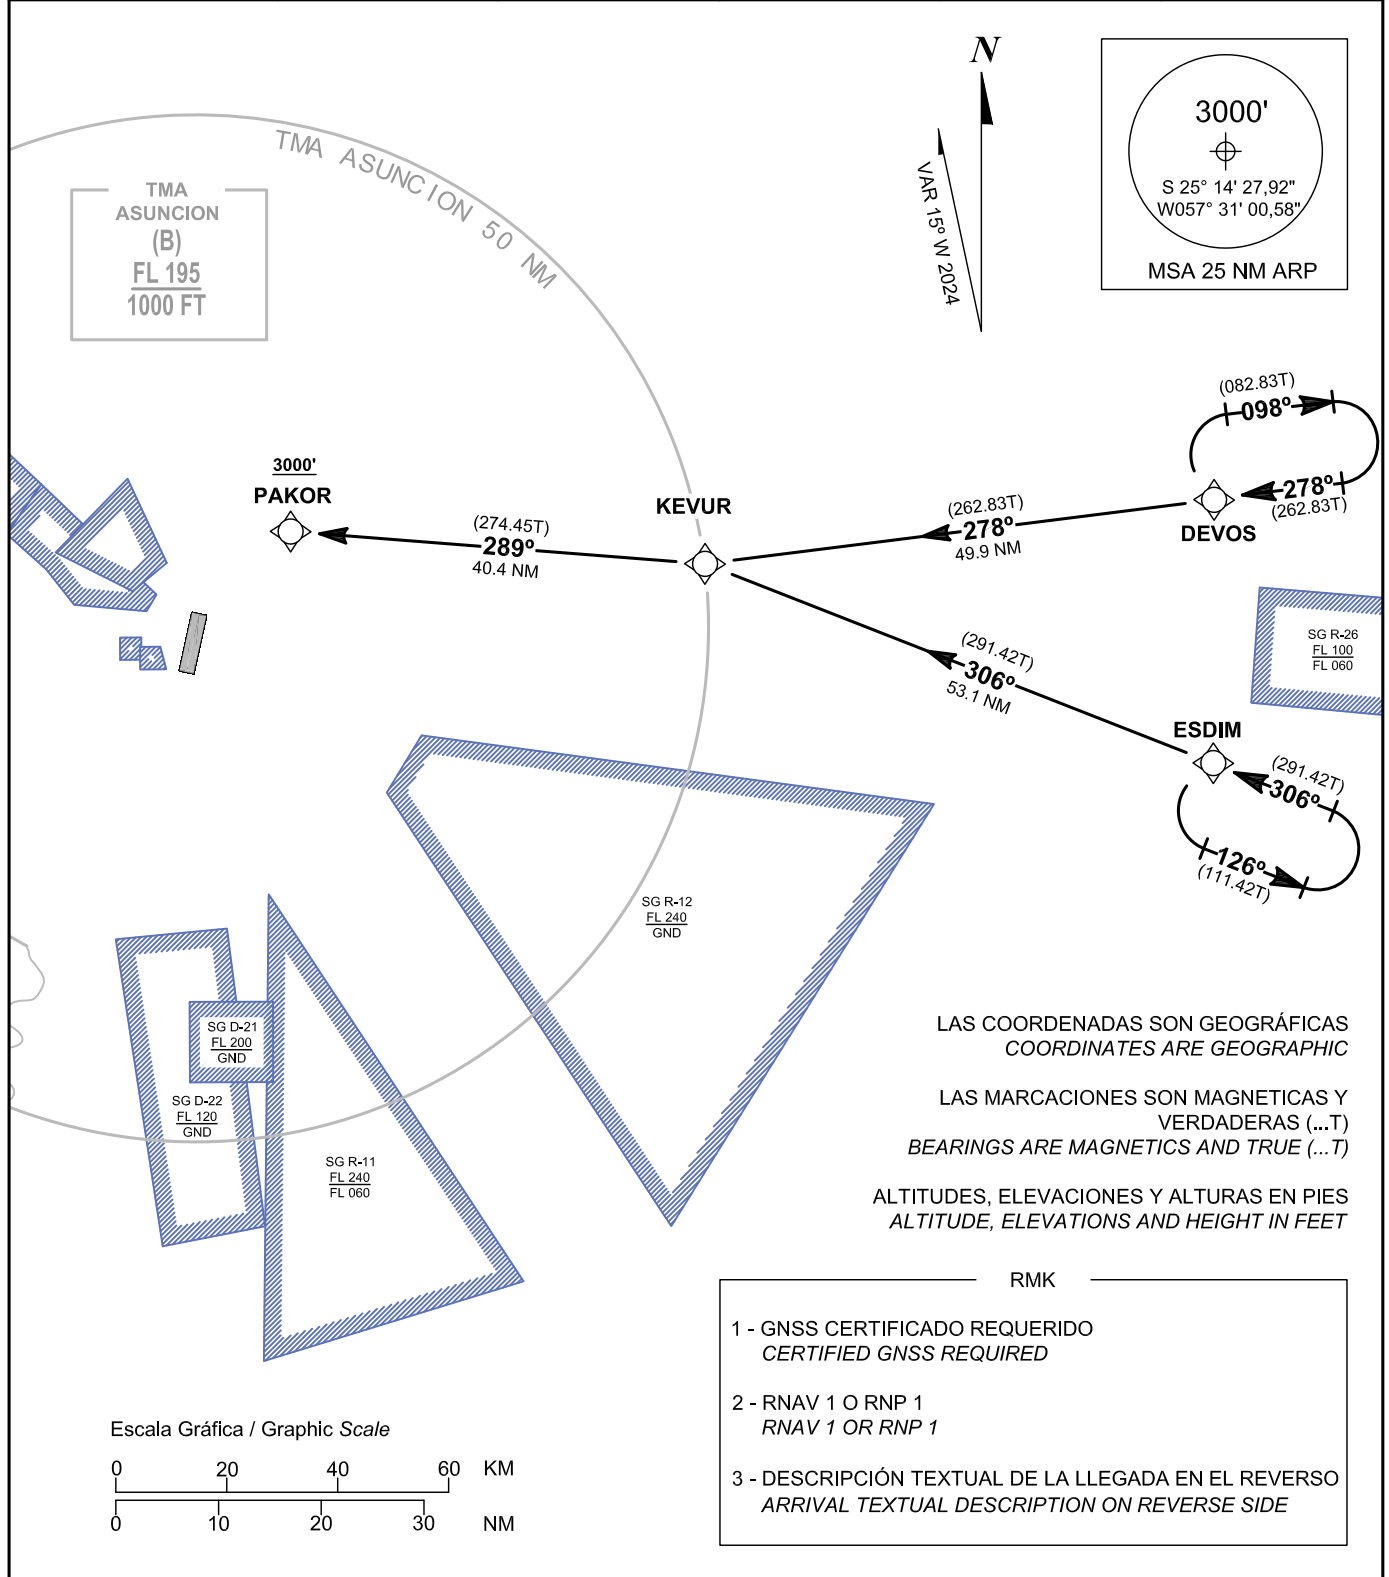 N
VAR 15º W 2024
3000'
S 25° 14' 27,92"
W057° 31' 00,58"
MSA 25 NM ARP
TMA ASUNCION 50 NM
TMA
ASUNCION
(B)
FL 195
1000 FT
(082.83T)
098º
278º
(262.83T)
DEVOS
3000'
PAKOR
KEVUR
(274.45T)
289º
40.4 NM
(262.83T)
278º
49.9 NM
(291.42T)
306º
53.1 NM
SG R-26
FL 100
FL 060
ESDIM
(291.42T)
306º
126º
(111.42T)
SG R-12
FL 240
GND
SG D-21
FL 200
GND
SG D-22
FL 120
GND
SG R-11
FL 240
FL 060
LAS COORDENADAS SON GEOGRÁFICAS
COORDINATES ARE GEOGRAPHIC
LAS MARCACIONES SON MAGNETICAS Y
VERDADERAS (...T)
BEARINGS ARE MAGNETICS AND TRUE (...T)
ALTITUDES, ELEVACIONES Y ALTURAS EN PIES
ALTITUDE, ELEVATIONS AND HEIGHT IN FEET
RMK
1 - GNSS CERTIFICADO REQUERIDO
CERTIFIED GNSS REQUIRED
2 - RNAV 1 O RNP 1
RNAV 1 OR RNP 1
3 - DESCRIPCIÓN TEXTUAL DE LA LLEGADA EN EL REVERSO
ARRIVAL TEXTUAL DESCRIPTION ON REVERSE SIDE
Escala Gráfica / Graphic Scale
0 20 40 60 KM
0 10 20 30 NM